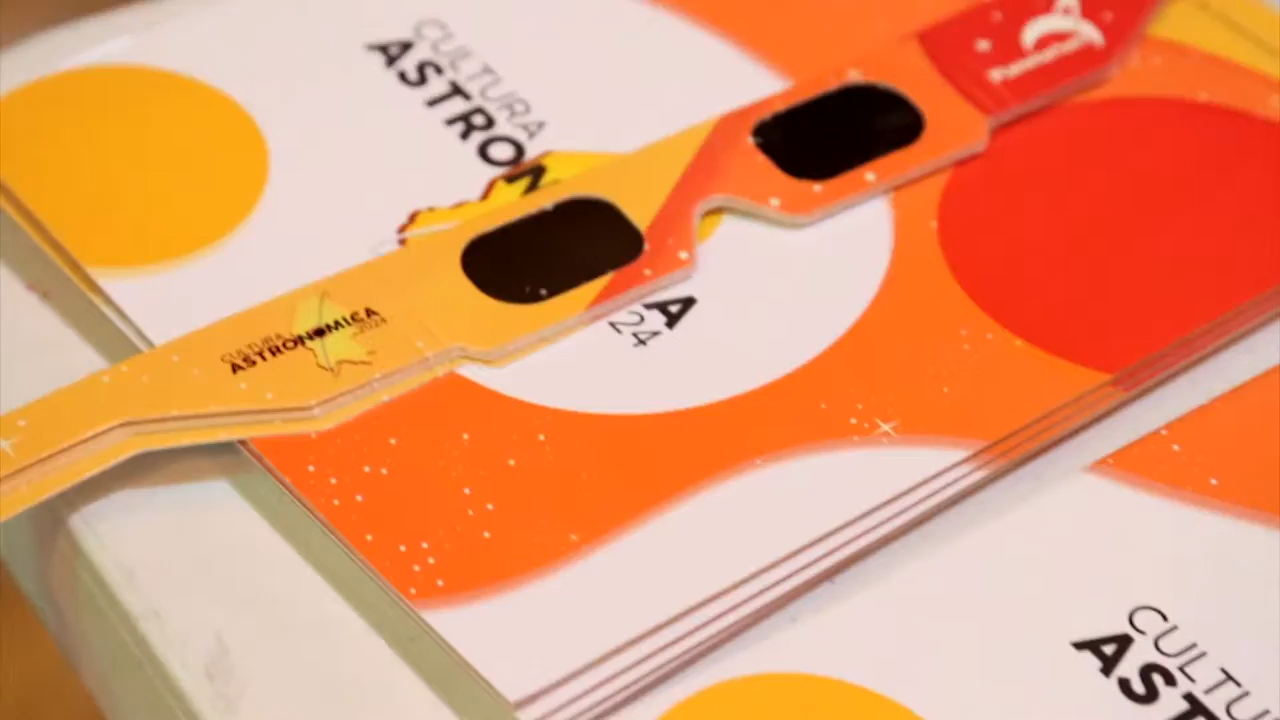 CULTURA
ASTRON
A
24
CULTURA
ASTRONOMICA
2024
CULTU
AST